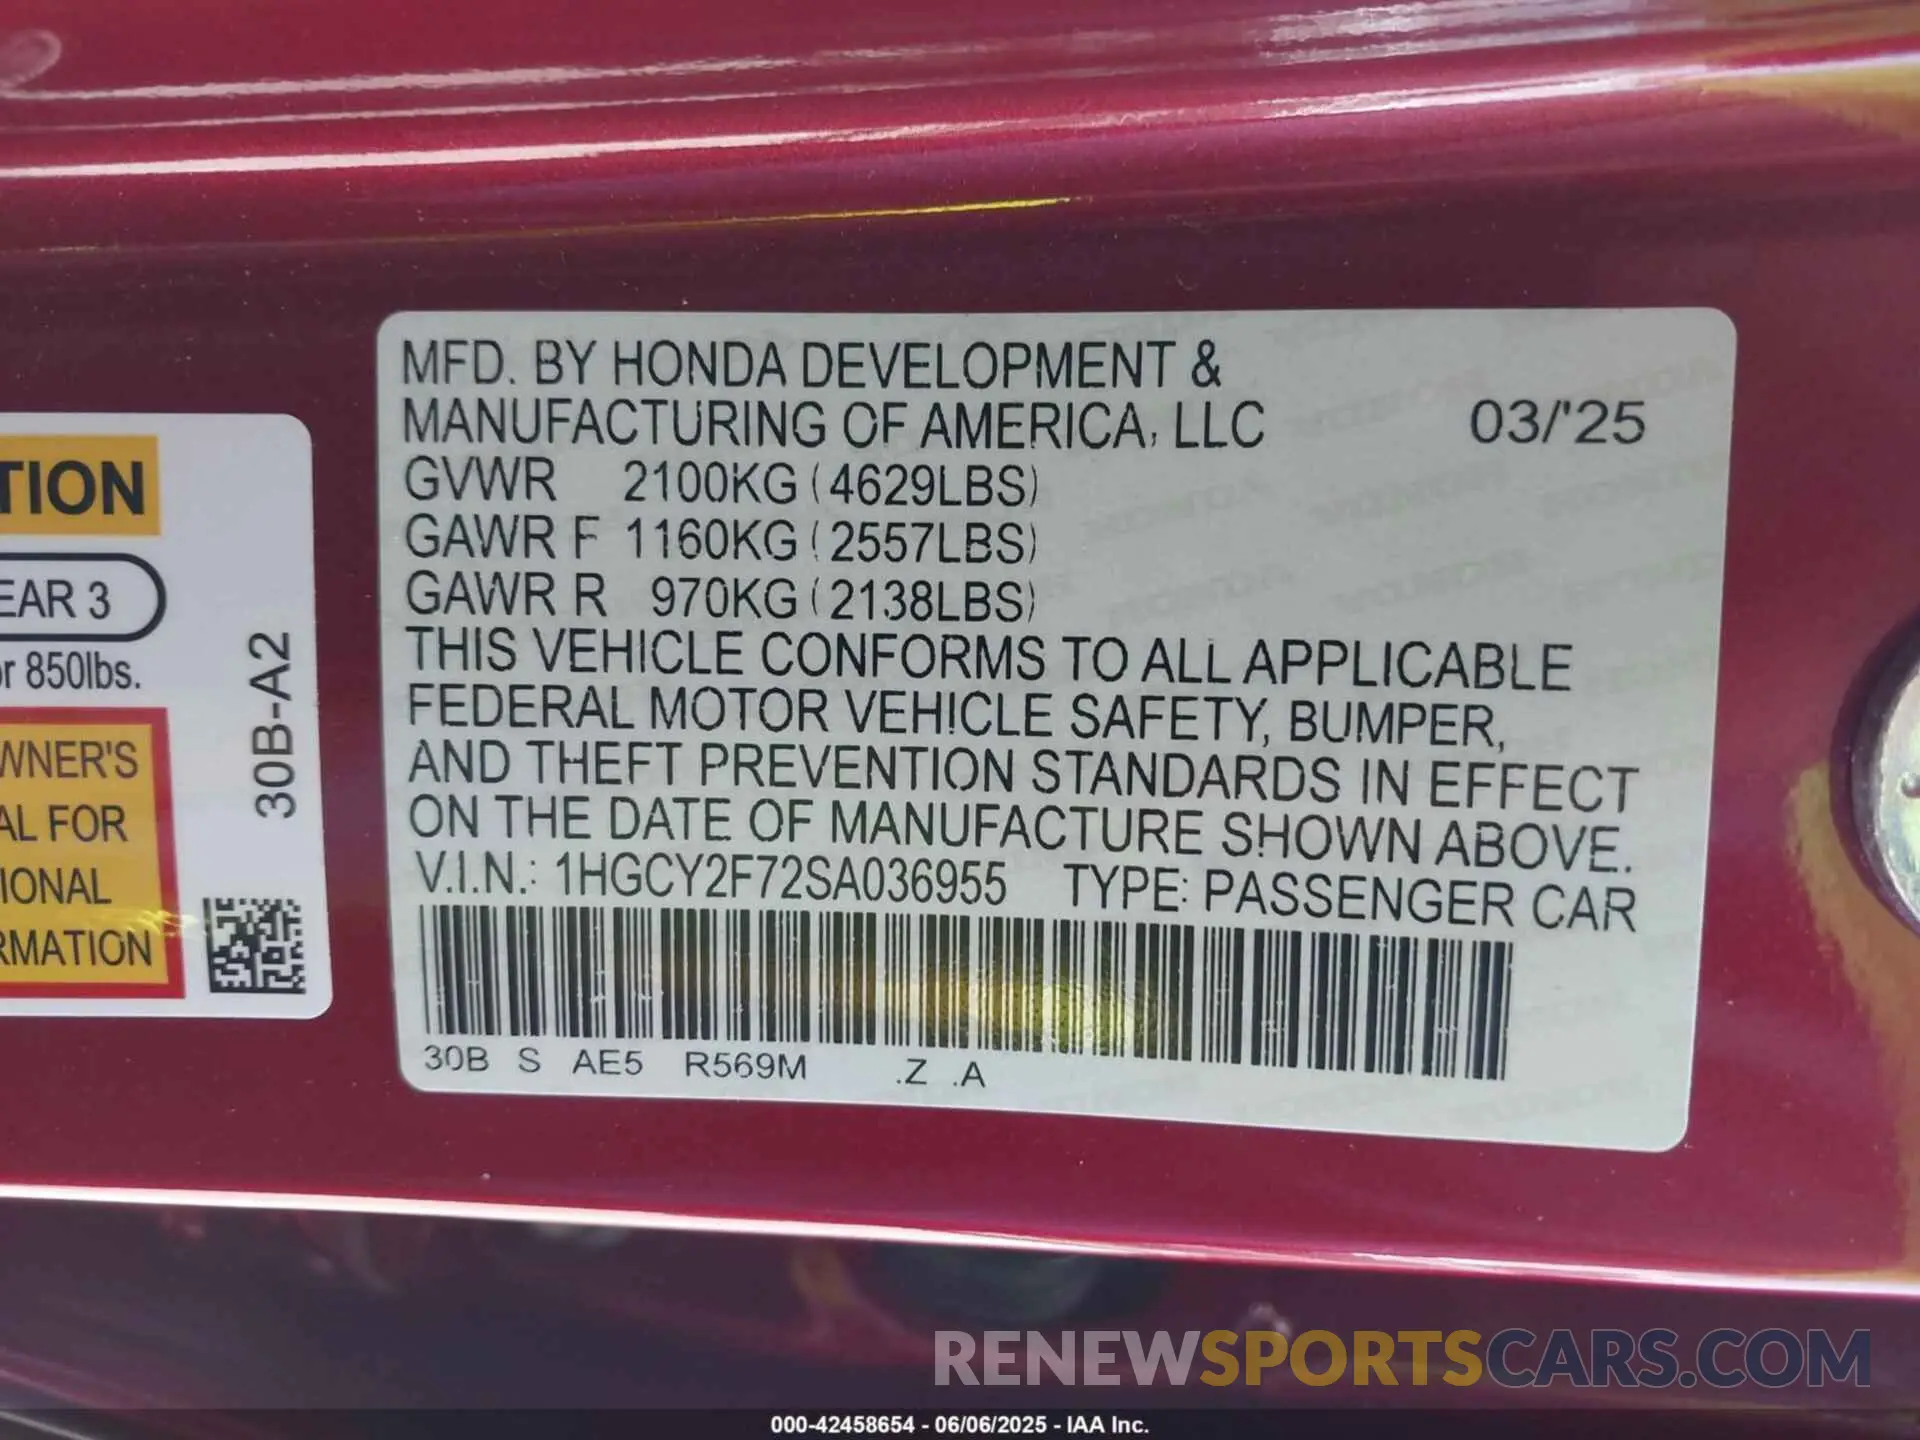 TION
EAR 3
r 850lbs.
WNER'S
AL FOR
IONAL
RMATION
30B-A2
MFD. BY HONDA DEVELOPMENT &
MANUFACTURING OF AMERICA, LLC 03/'25
GVWR 2100KG (4629LBS)
GAWR F 1160KG (2557LBS)
GAWR R 970KG (2138LBS)
THIS VEHICLE CONFORMS TO ALL APPLICABLE
FEDERAL MOTOR VEHICLE SAFETY, BUMPER,
AND THEFT PREVENTION STANDARDS IN EFFECT
ON THE DATE OF MANUFACTURE SHOWN ABOVE.
V.I.N.: 1HGCY2F72SA036955 TYPE: PASSENGER CAR
30B S AE5 R569M .Z .A
RENEWSPORTSCARS.COM
000-42458654 - 06/06/2025 - IAA Inc.